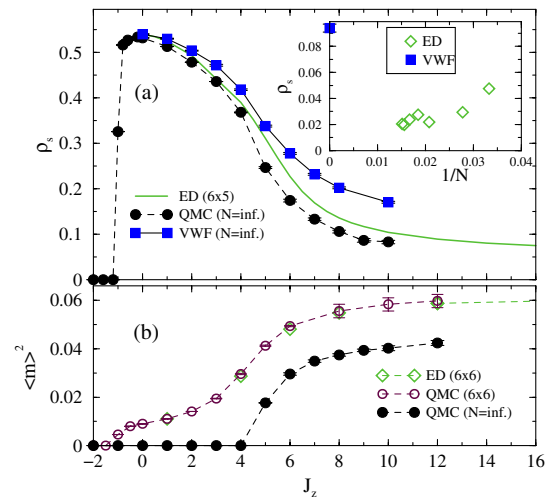 0.5
0.4
0.3
0.2
0.1
0
ρs
(a)
ED (6x5)
QMC (N=inf.)
VWF (N=inf.)
0.08
0.06
0.04
0.02
0
ρs
ED
VWF
0 0.01 0.02 0.03 0.04
1/N
0.06
0.04
0.02
0
<m>²
(b)
ED (6x6)
QMC (6x6)
QMC (N=inf.)
−2 0 2 4 6 8 10 12 14 16
Jz